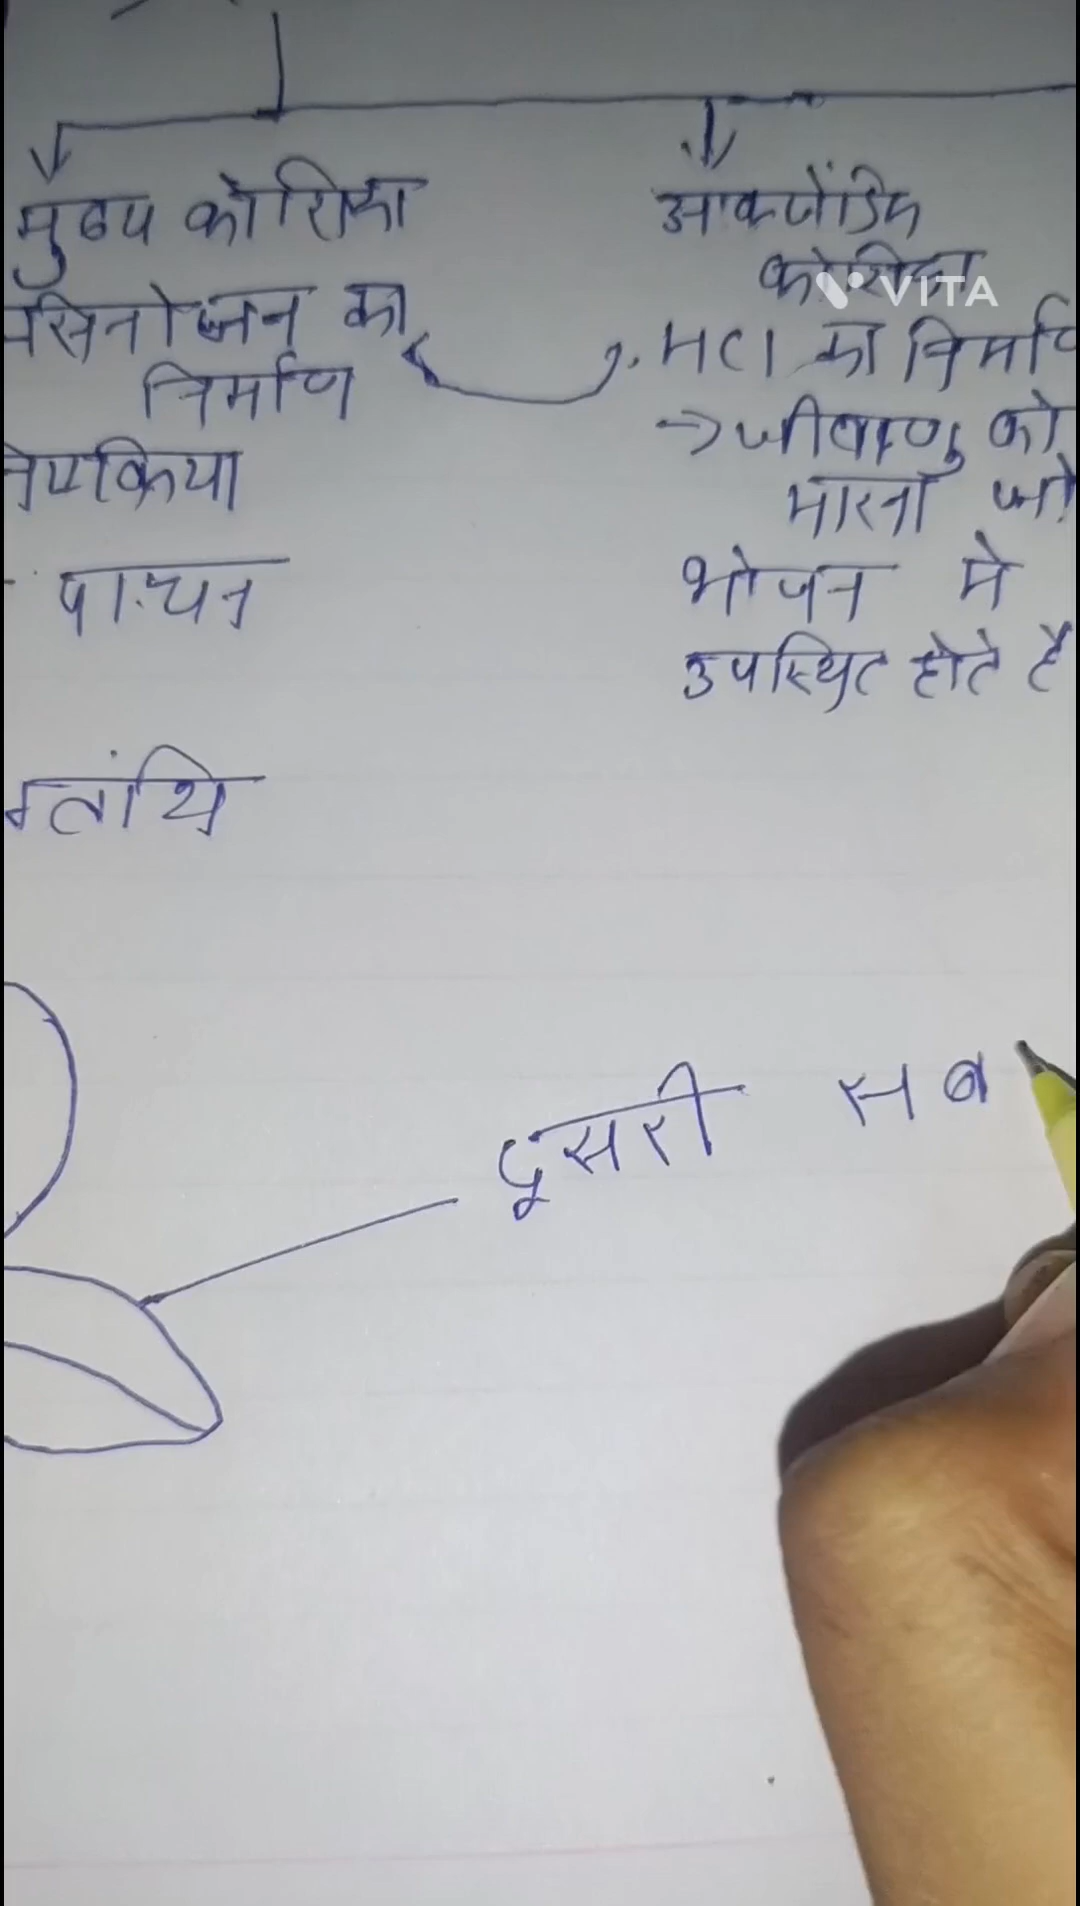 मुख्य कोशिका
आक्जेंटिक
कोशिका
VITA
सिनोजन का
निर्माण
HCl का निर्मा
→ जीवाणु को
मारना जो
निष्क्रिया
पाचन
भोजन मे
उपस्थित होते है
ग्लांथि
दूसरी सब